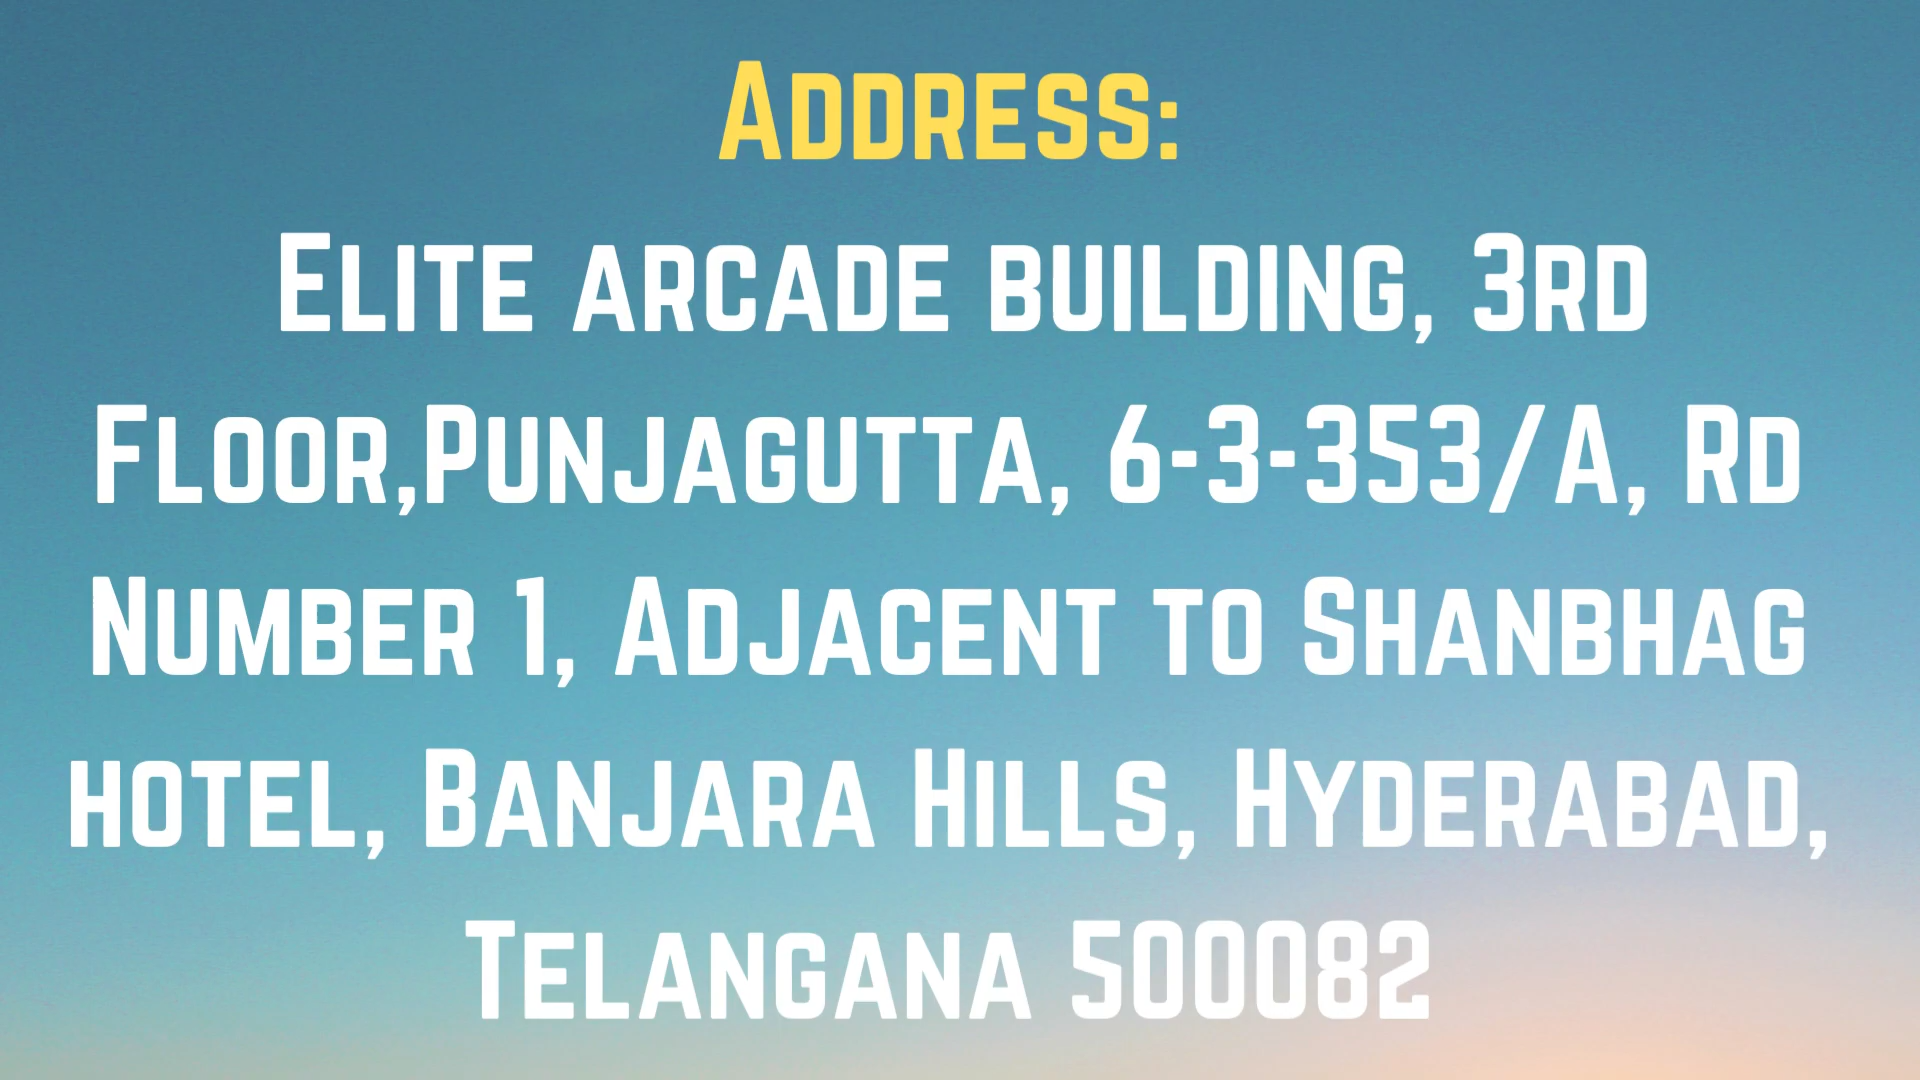 Address:
Elite arcade building, 3rd
Floor,Punjagutta, 6-3-353/A, Rd
Number 1, Adjacent to Shanbhag
hotel, Banjara Hills, Hyderabad,
Telangana 500082